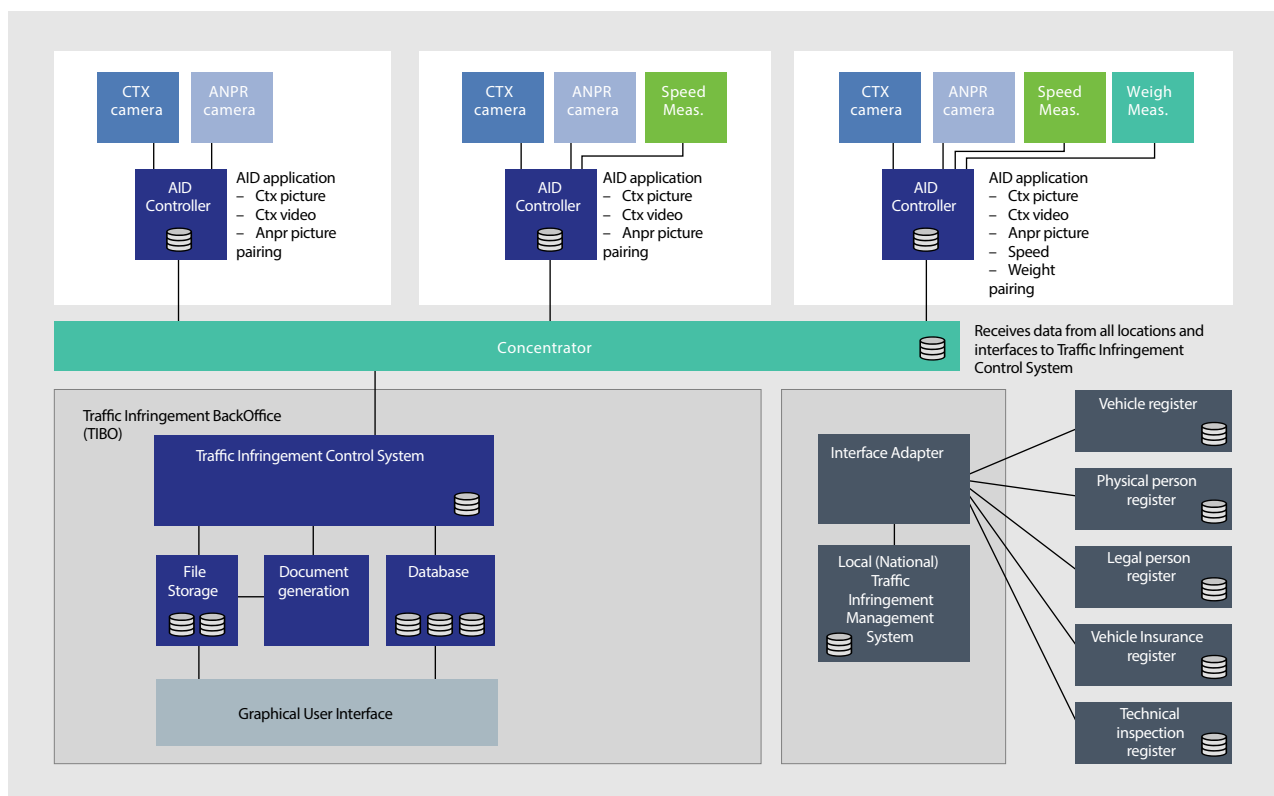 CTX
camera
ANPR
camera
AID
Controller
AID application
– Ctx picture
– Ctx video
– Anpr picture
pairing
CTX
camera
ANPR
camera
Speed
Meas.
AID
Controller
AID application
– Ctx picture
– Ctx video
– Anpr picture
pairing
CTX
camera
ANPR
camera
Speed
Meas.
Weigh
Meas.
AID
Controller
AID application
– Ctx picture
– Ctx video
– Anpr picture
– Speed
– Weight
pairing
Concentrator
Receives data from all locations and
interfaces to Traffic Infringement
Control System
Traffic Infringement BackOffice
(TIBO)
Traffic Infringement Control System
File
Storage
Document
generation
Database
Graphical User Interface
Interface Adapter
Local (National)
Traffic
Infringement
Management
System
Vehicle register
Physical person
register
Legal person
register
Vehicle Insurance
register
Technical
inspection
register